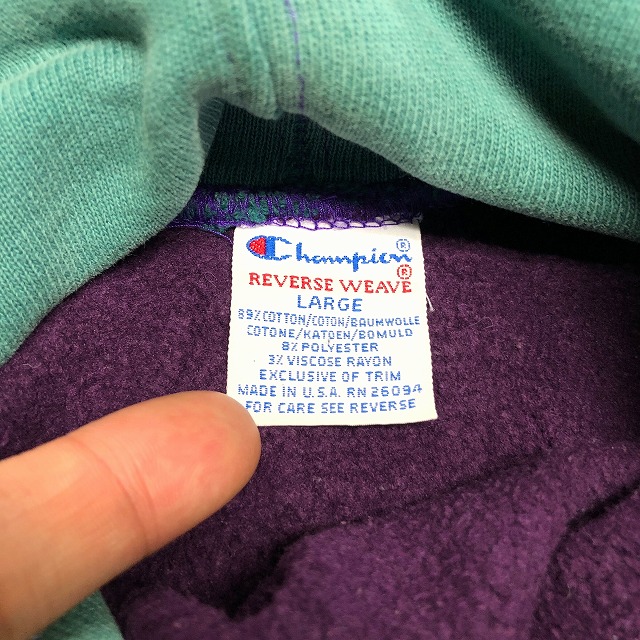 Champion®
REVERSE WEAVE®
LARGE
89% COTTON/COTON/BAUMWOLLE
COTONE/KATOEN/BOMULD
8% POLYESTER
3% VISCOSE RAYON
EXCLUSIVE OF TRIM
MADE IN U.S.A. RN 26094
FOR CARE SEE REVERSE